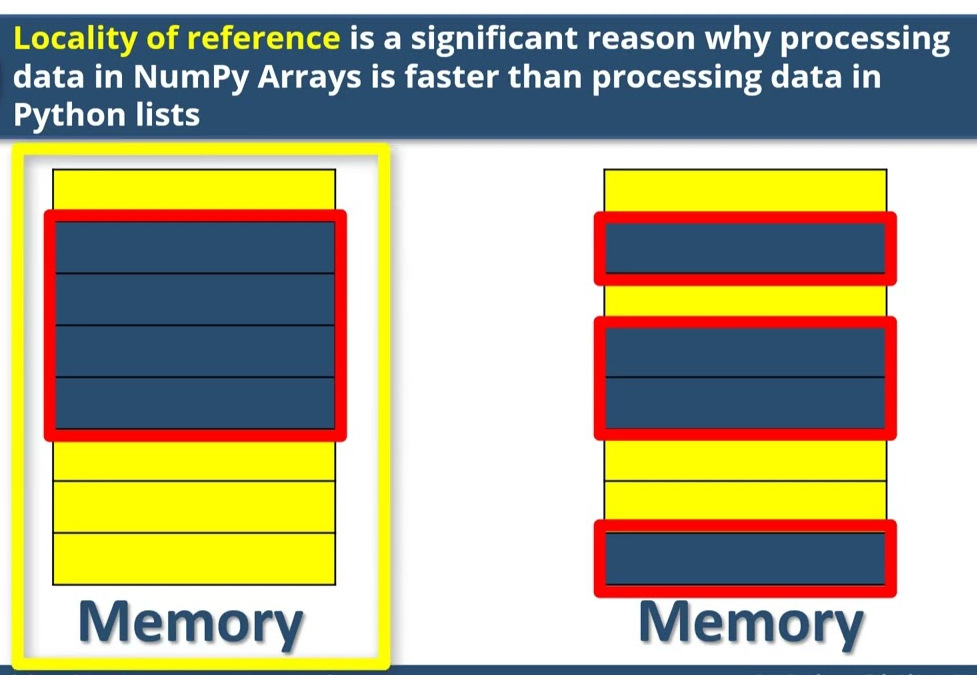 Locality of reference is a significant reason why processing
data in NumPy Arrays is faster than processing data in
Python lists
Memory
Memory